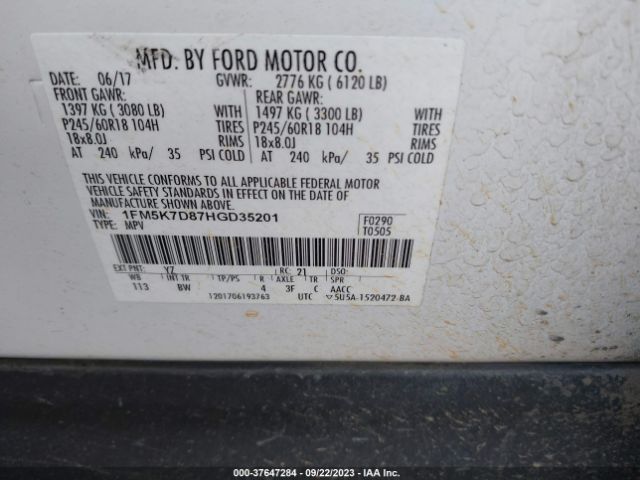 MFD. BY FORD MOTOR CO.
DATE: 06/17 GVWR: 2776 KG ( 6120 LB)
FRONT GAWR: REAR GAWR:
1397 KG ( 3080 LB) WITH 1497 KG ( 3300 LB) WITH
P245/60R18 104H TIRES P245/60R18 104H TIRES
18x8.0J RIMS 18x8.0J RIMS
AT 240 kPa/ 35 PSI COLD AT 240 kPa/ 35 PSI COLD
THIS VEHICLE CONFORMS TO ALL APPLICABLE FEDERAL MOTOR
VEHICLE SAFETY STANDARDS IN EFFECT ON THE DATE OF
MANUFACTURE SHOWN ABOVE.
VIN: 1FM5K7D87HGD35201 F0290
TYPE: MPV T0505
EXT PNT: YZ RC: 21 DSO:
WB INT TR TP/PS R AXLE TR SPR
113 BW 4 3F C AACC
1201706193763 UTC ▽5U5A-1520472-BA
000-37647284 - 09/22/2023 - IAA Inc.